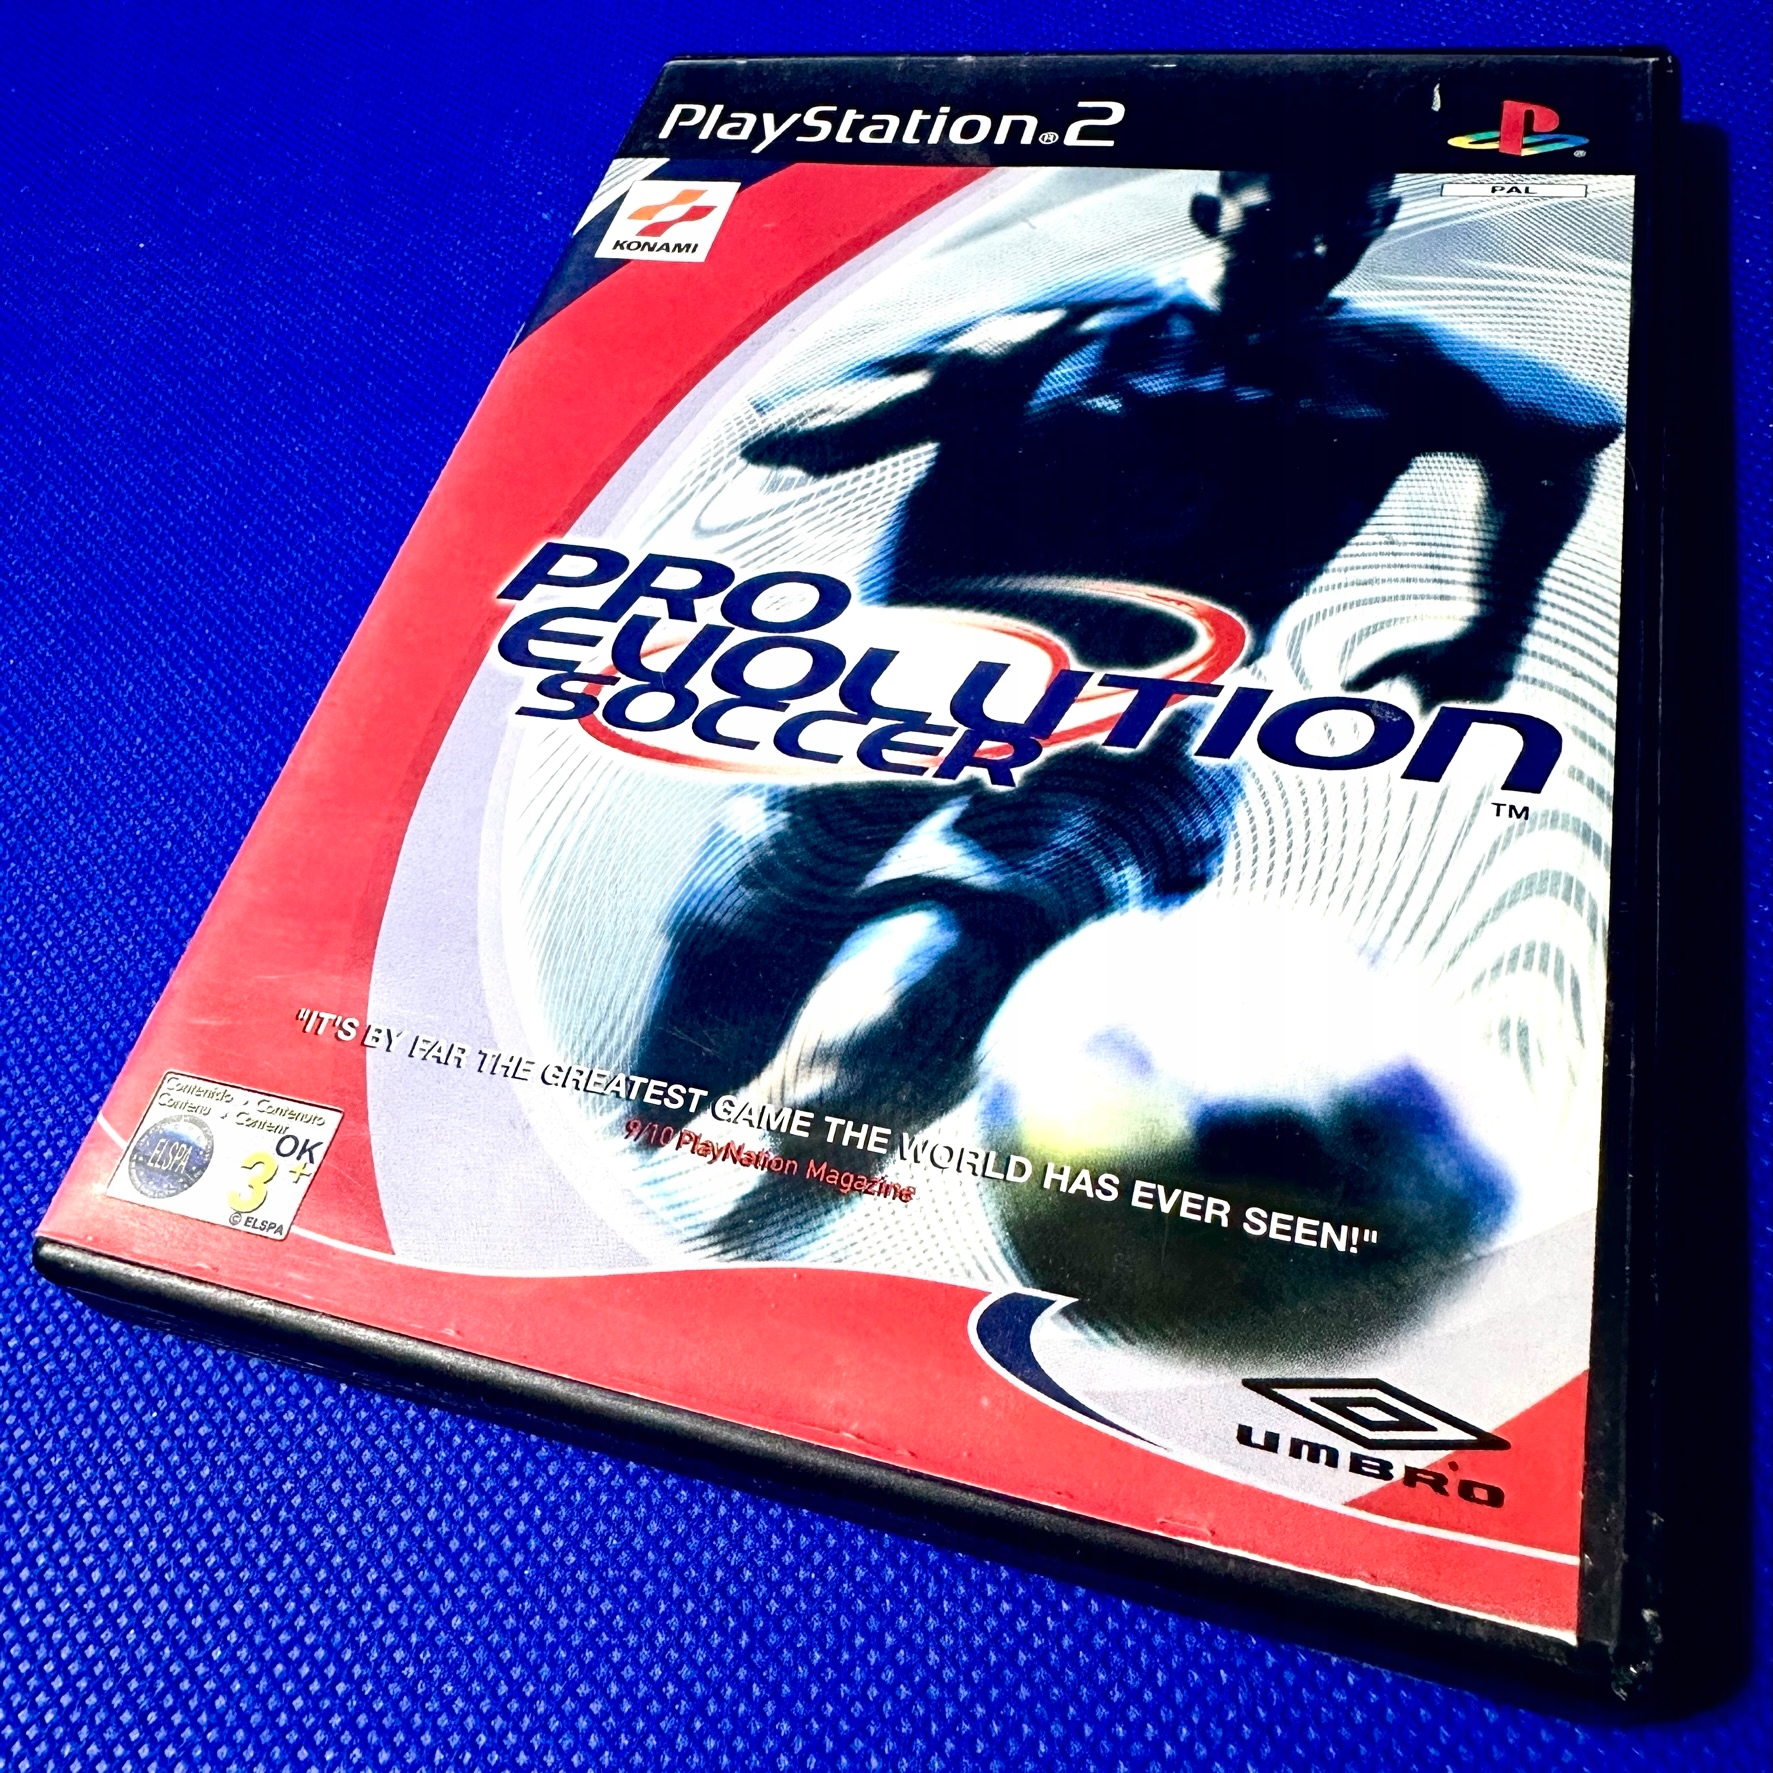 PlayStation®2
PAL
KONAMI
PRO
EVOLUTION
SOCCER
TM
"IT'S BY FAR THE GREATEST GAME THE WORLD HAS EVER SEEN!"
9/10 PlayNation Magazine
Contenido • Contenuto
Contenu • Content
ELSPA
OK
3+
© ELSPA
umBRO